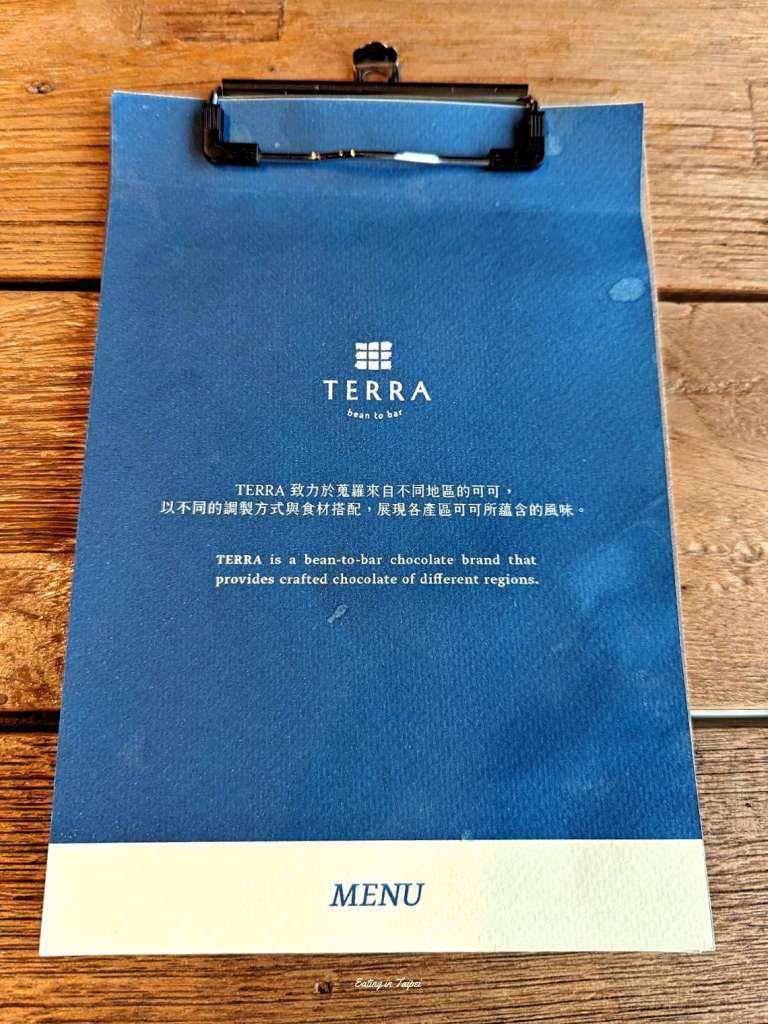 TERRA
bean to bar
TERRA 致力於蒐羅來自不同地區的可可，
以不同的調製方式與食材搭配，展現各產區可可所蘊含的風味。
TERRA is a bean-to-bar chocolate brand that
provides crafted chocolate of different regions.
MENU
Eating in Taipei